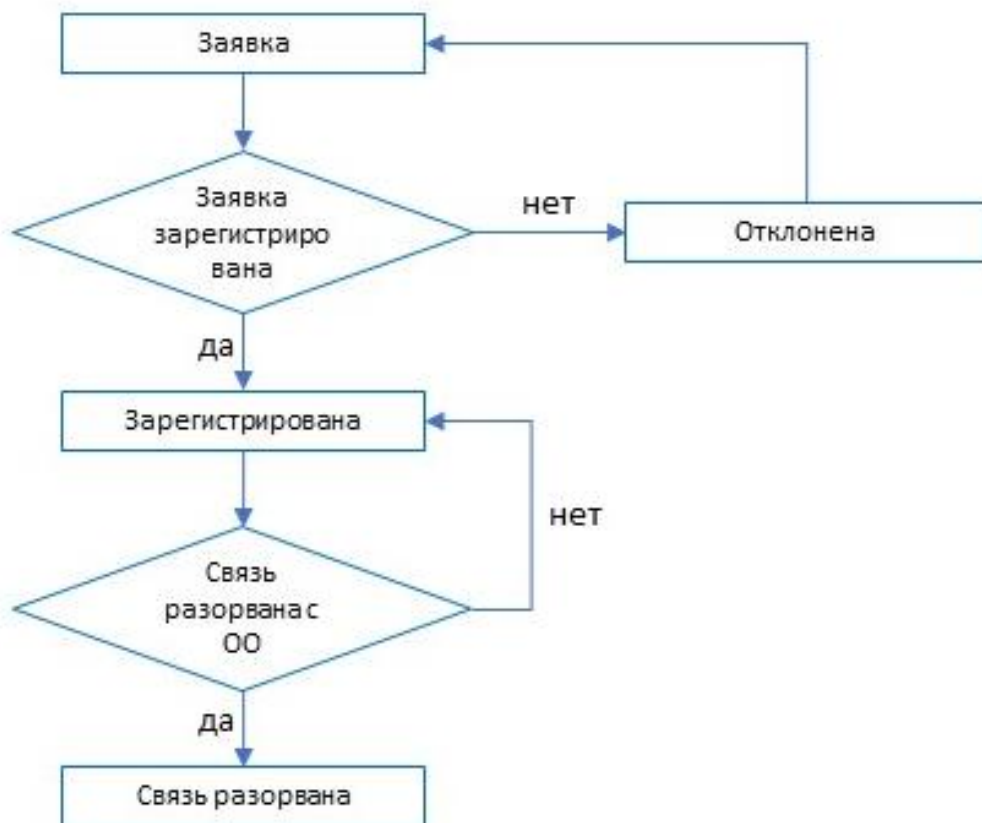 Заявка
Заявка
зарегистриро
вана
нет
Отклонена
да
Зарегистрирована
нет
Связь
разорвана с
ОО
да
Связь разорвана